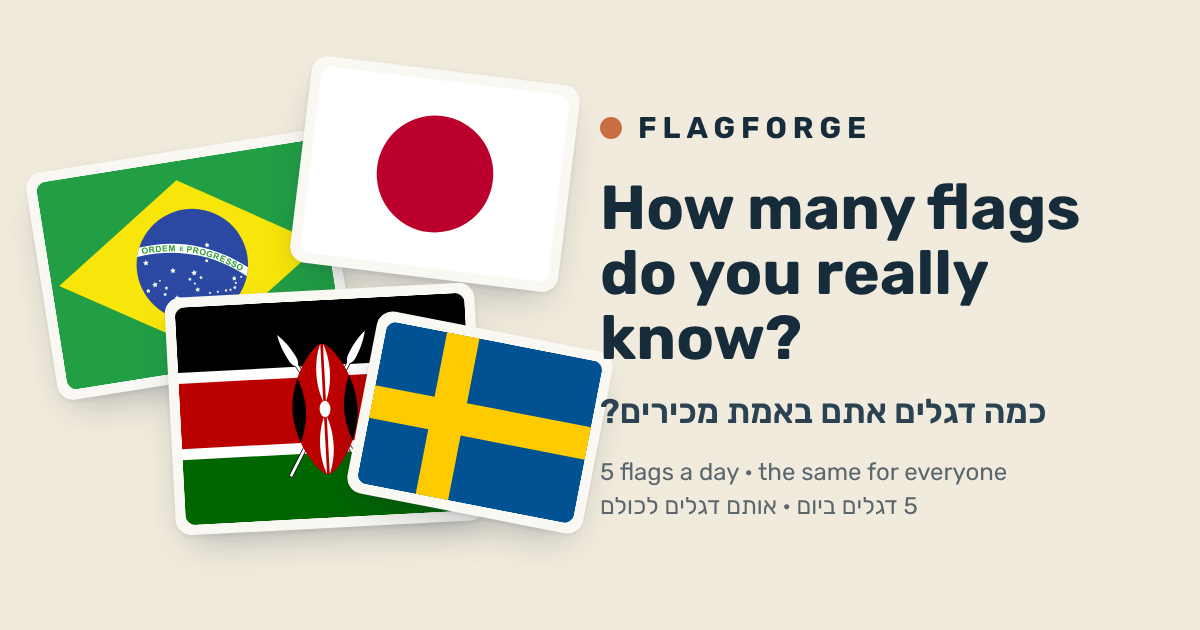 ORDEM E PROGRESSO
FLAGFORGE
How many flags
do you really
know?
כמה דגלים אתם באמת מכירים?
5 flags a day • the same for everyone
5 דגלים ביום • אותם דגלים לכולם